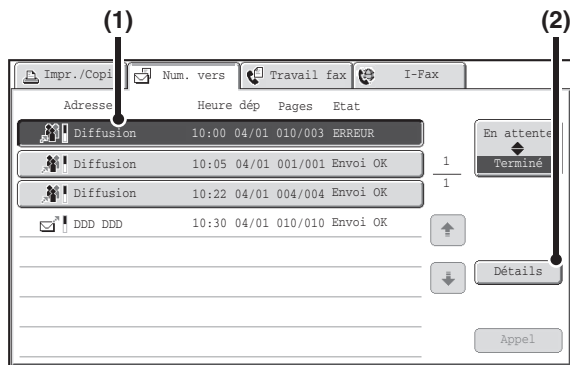 (1) (2)
Impr./Copi Num. vers Travail fax I-Fax
Adresse Heure dép Pages Etat
Diffusion 10:00 04/01 010/003 ERREUR
En attente
Terminé
Diffusion 10:05 04/01 001/001 Envoi OK
1
1
Diffusion 10:22 04/01 004/004 Envoi OK
DDD DDD 10:30 04/01 010/010 Envoi OK
Détails
Appel